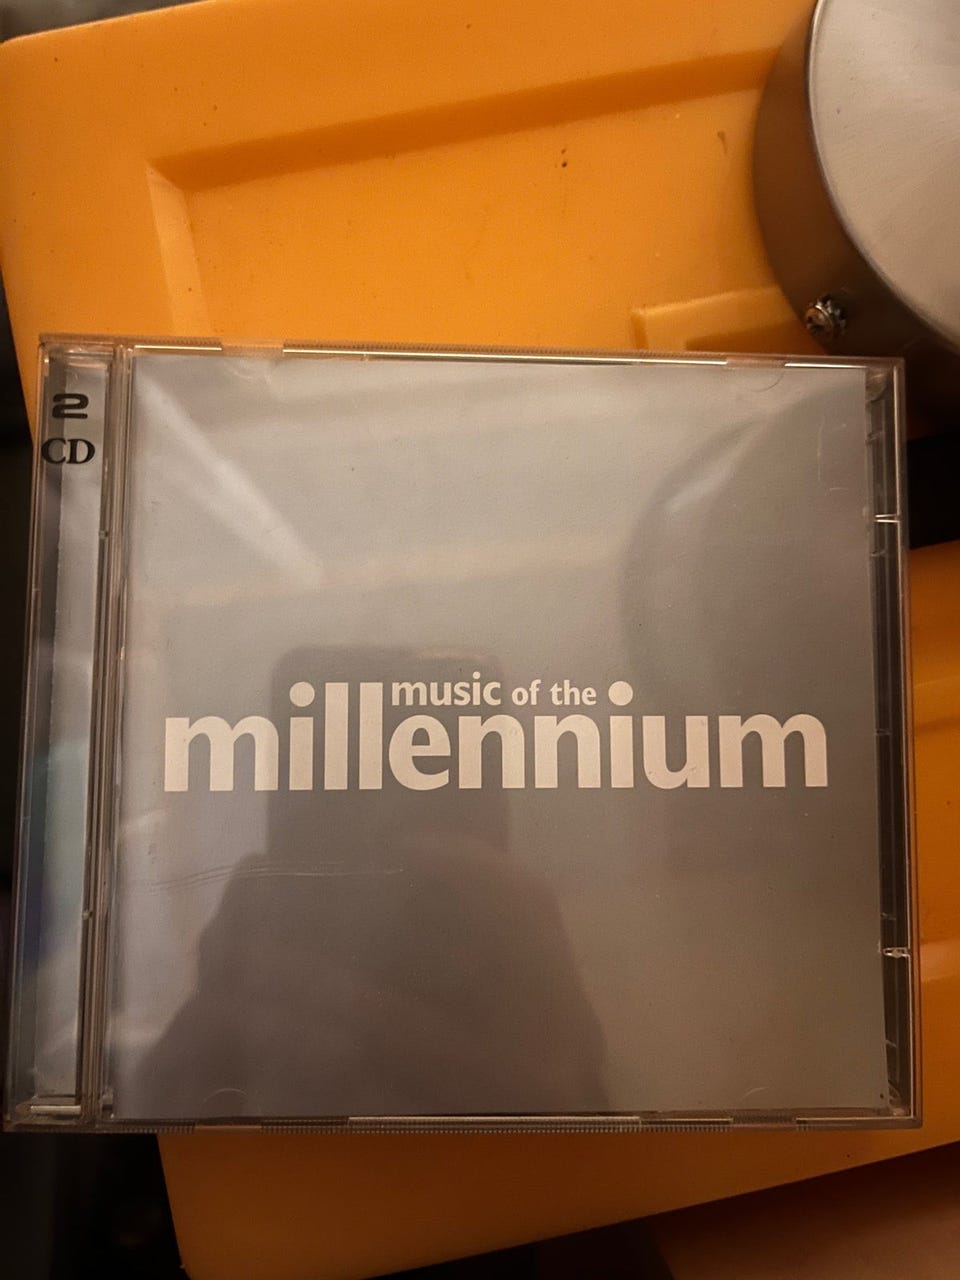 2
CD
music of the
millennium